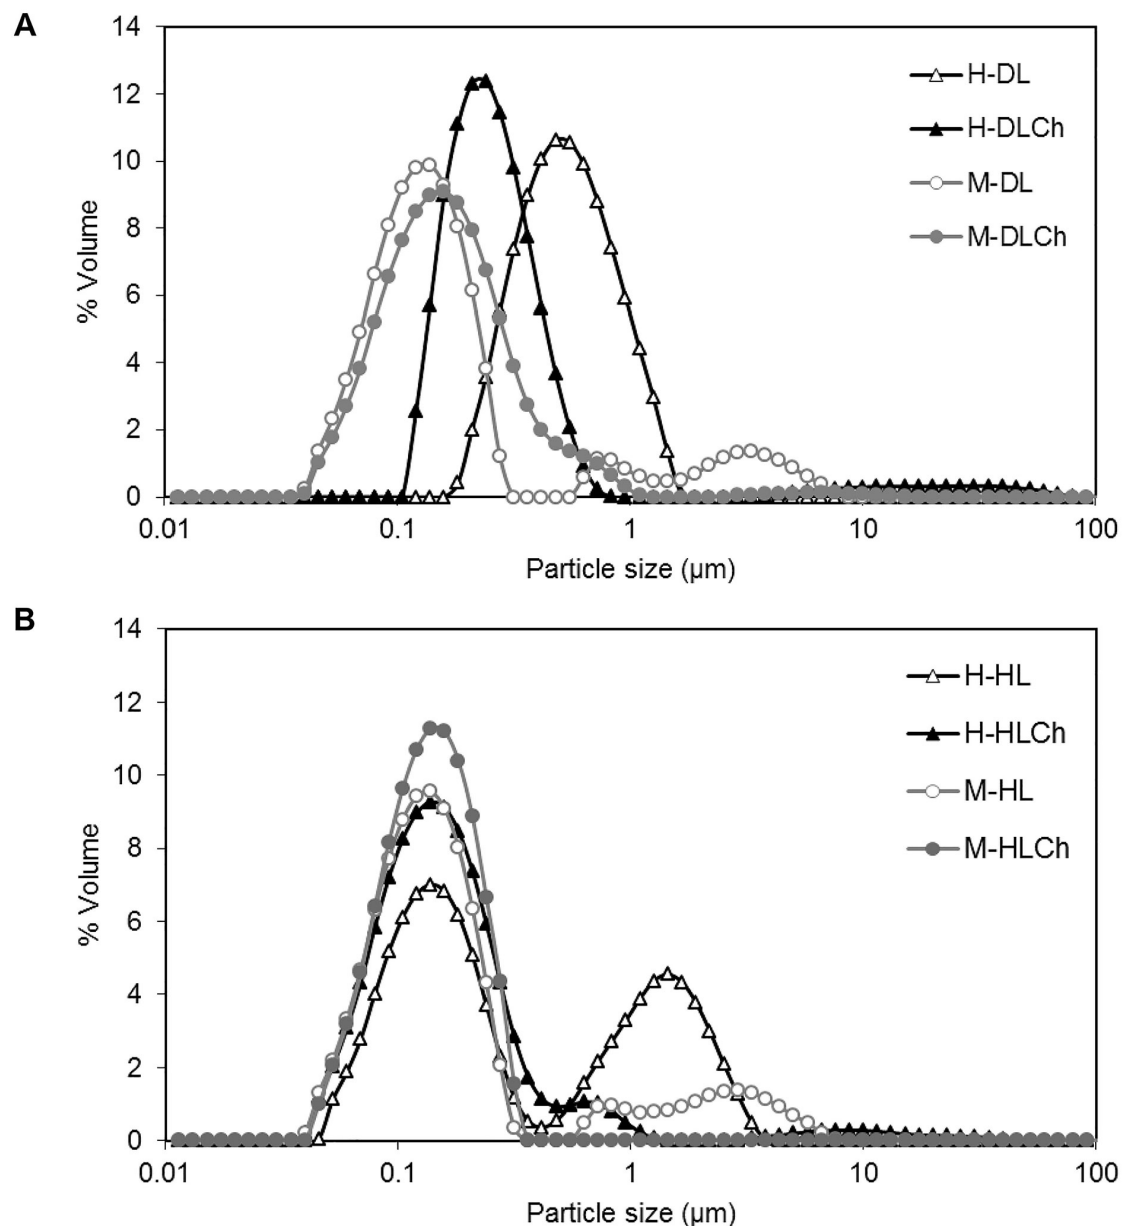 A
14
12
10
8
6
4
2
0
% Volume
H-DL
H-DLCh
M-DL
M-DLCh
0.01 0.1 1 10 100
Particle size (µm)
B
14
12
10
8
6
4
2
0
% Volume
H-HL
H-HLCh
M-HL
M-HLCh
0.01 0.1 1 10 100
Particle size (µm)